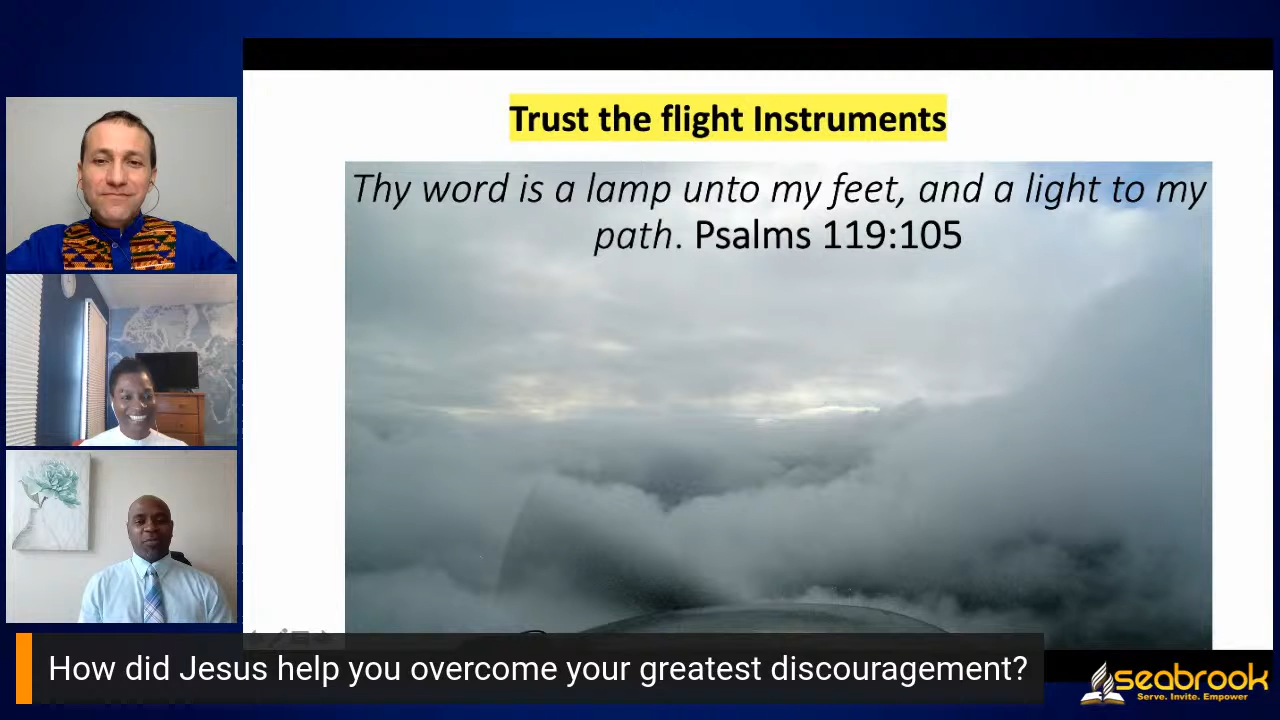 Trust the flight Instruments
Thy word is a lamp unto my feet, and a light to my
path. Psalms 119:105
How did Jesus help you overcome your greatest discouragement?
seabrook
Serve. Invite. Empower